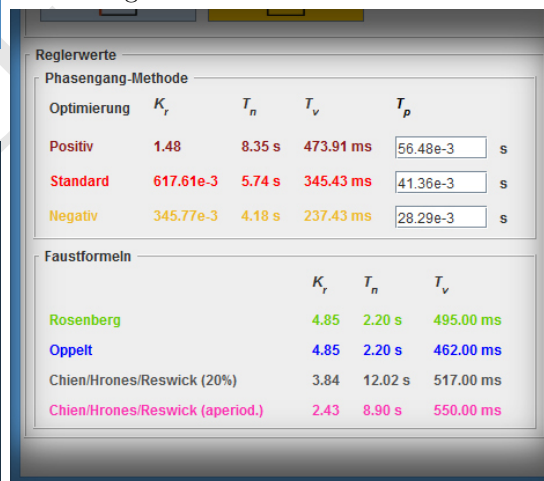 Reglerwerte
Phasengang-Methode
Optimierung K_r T_n T_v T_p
Positiv 1.48 8.35 s 473.91 ms 56.48e-3 s
Standard 617.61e-3 5.74 s 345.43 ms 41.36e-3 s
Negativ 345.77e-3 4.18 s 237.43 ms 28.29e-3 s
Faustformeln
K_r T_n T_v
Rosenberg 4.85 2.20 s 495.00 ms
Oppelt 4.85 2.20 s 462.00 ms
Chien/Hrones/Reswick (20%) 3.84 12.02 s 517.00 ms
Chien/Hrones/Reswick (aperiod.) 2.43 8.90 s 550.00 ms